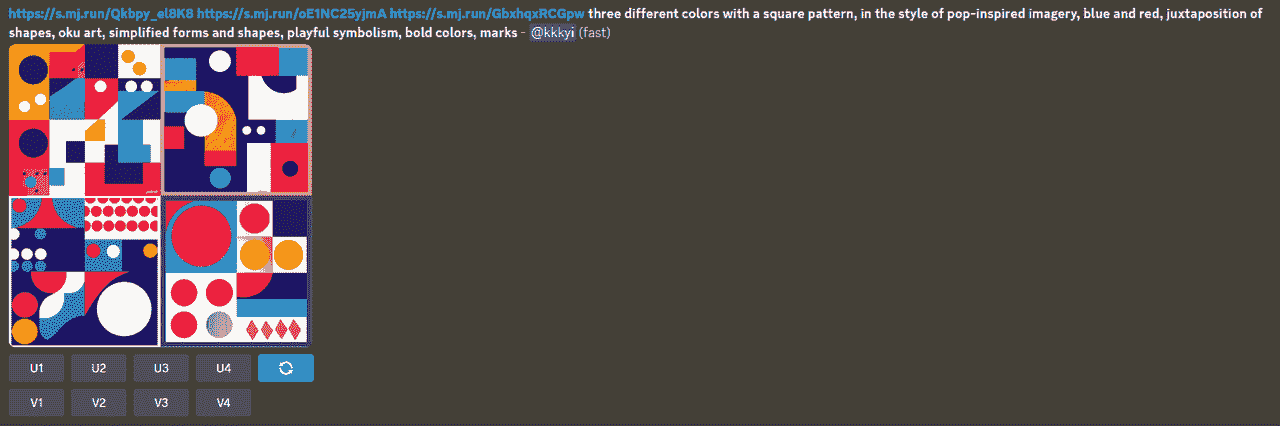 https://s.mj.run/Qkbpy_el8K8 https://s.mj.run/oE1NC25yjmA https://s.mj.run/GbxhqxRCGpw three different colors with a square pattern, in the style of pop-inspired imagery, blue and red, juxtaposition of
shapes, oku art, simplified forms and shapes, playful symbolism, bold colors, marks - @kkkyi (fast)
U1 U2 U3 U4
V1 V2 V3 V4